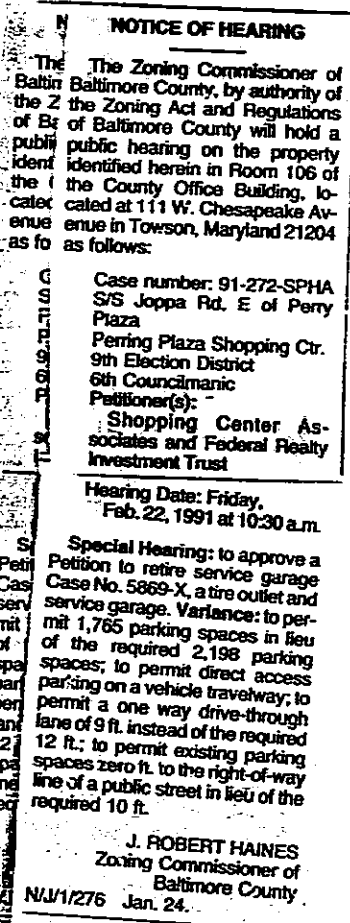 NOTICE OF HEARING
The Zoning Commissioner of
Baltimore County, by authority of
the Zoning Act and Regulations
of Baltimore County will hold a
public hearing on the property
identified herein in Room 106 of
the County Office Building, lo-
cated at 111 W. Chesapeake Av-
enue in Towson, Maryland 21204
as follows:
Case number: 91-272-SPHA
S/S Joppa Rd. E of Perry
Plaza
Perring Plaza Shopping Ctr.
9th Election District
6th Councilmanic
Petitioner(s):
Shopping Center As-
sociates and Federal Realty
Investment Trust
Hearing Date: Friday,
Feb. 22, 1991 at 10:30 a.m.
Special Hearing: to approve a
Petition to retire service garage
Case No. 5869-X, a tire outlet and
service garage. Variance: to per-
mit 1,765 parking spaces in lieu
of the required 2,198 parking
spaces; to permit direct access
parking on a vehicle travelway; to
permit a one way drive-through
lane of 9 ft. instead of the required
12 ft.; to permit existing parking
spaces zero ft. to the right-of-way
line of a public street in lieu of the
required 10 ft.
J. ROBERT HAINES
Zoning Commissioner of
Baltimore County
N/J/1/276 Jan. 24.